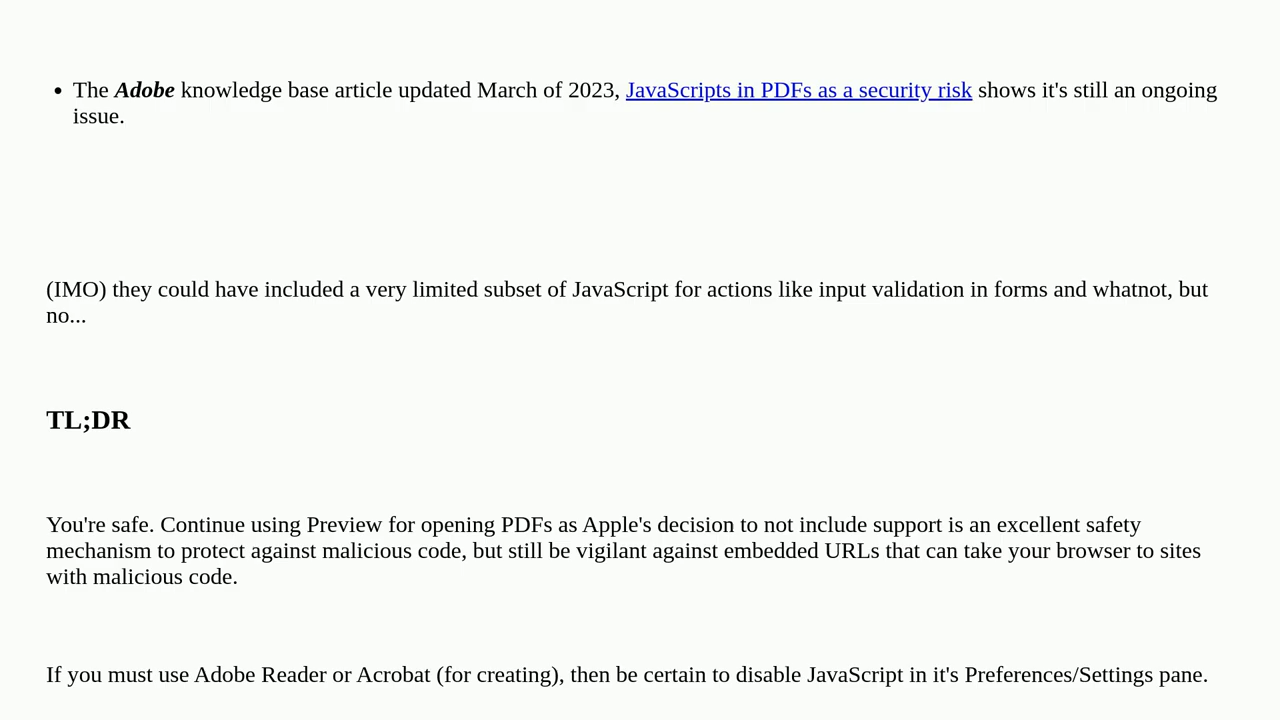 • The Adobe knowledge base article updated March of 2023, JavaScripts in PDFs as a security risk shows it's still an ongoing
issue.
(IMO) they could have included a very limited subset of JavaScript for actions like input validation in forms and whatnot, but
no...
TL;DR
You're safe. Continue using Preview for opening PDFs as Apple's decision to not include support is an excellent safety
mechanism to protect against malicious code, but still be vigilant against embedded URLs that can take your browser to sites
with malicious code.
If you must use Adobe Reader or Acrobat (for creating), then be certain to disable JavaScript in it's Preferences/Settings pane.